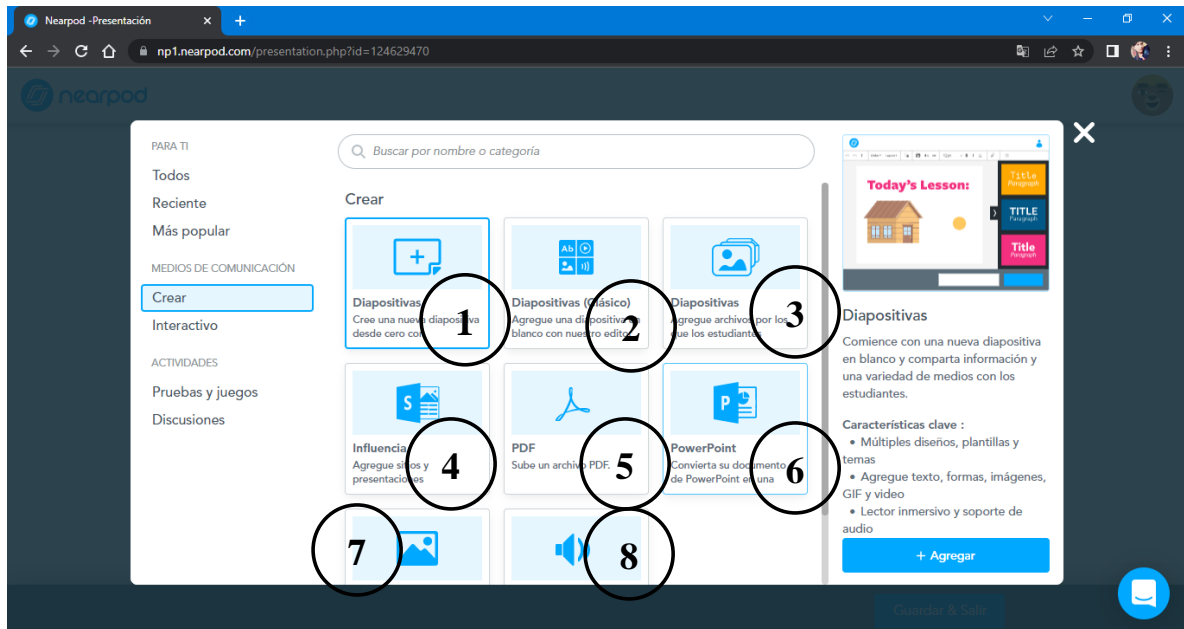 Nearpod -Presentación
np1.nearpod.com/presentation.php?id=124629470
nearpod
PARA TI
Todos
Reciente
Más popular
MEDIOS DE COMUNICACIÓN
Crear
Interactivo
ACTIVIDADES
Pruebas y juegos
Discusiones
Buscar por nombre o categoría
Crear
Diapositivas
Cree una nueva diapositiva
desde cero con
1
Diapositivas (Clásico)
Agregue una diapositiva en
blanco con nuestro editor
2
Diapositivas
Agregue archivos por los
que los estudiantes
3
S
Influencia
Agregue sitios y
presentaciones
4
PDF
Sube un archivo PDF.
5
P
PowerPoint
Convierta su documento
de PowerPoint en una
6
7
8
Today's Lesson:
Title
Paragraph
TITLE
Paragraph
Title
Paragraph
Diapositivas
Comience con una nueva diapositiva
en blanco y comparta información y
una variedad de medios con los
estudiantes.
Características clave :
• Múltiples diseños, plantillas y
temas
• Agregue texto, formas, imágenes,
GIF y video
• Lector inmersivo y soporte de
audio
+ Agregar
Guardar & Salir